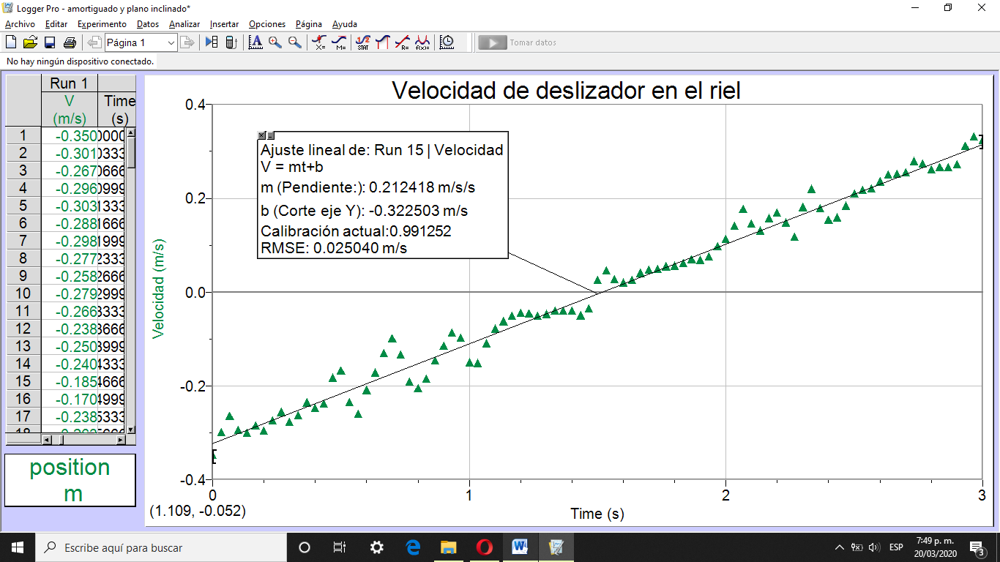 Logger Pro - amortiguado y plano inclinado*
Archivo Editar Experimento Datos Analizar Insertar Opciones Página Ayuda
Página 1
X= M= 1/2 STAT R= f(x)=
Tomar datos
No hay ningún dispositivo conectado.
Run 1
V Time
(m/s) (s)
1 -0.350 0000
2 -0.301 0333
3 -0.267 0666
4 -0.296 0999
5 -0.303 1333
6 -0.288 1666
7 -0.298 1999
8 -0.277 2333
9 -0.258 2666
10 -0.279 2999
11 -0.266 3333
12 -0.238 3666
13 -0.250 3999
14 -0.240 4333
15 -0.185 4666
16 -0.170 4999
17 -0.238 5333
position
m
Velocidad de deslizador en el riel
Ajuste lineal de: Run 15 | Velocidad
V = mt+b
m (Pendiente:): 0.212418 m/s/s
b (Corte eje Y): -0.322503 m/s
Calibración actual:0.991252
RMSE: 0.025040 m/s
Velocidad (m/s)
0.4
0.2
0.0
-0.2
-0.4
0 1 2 3
(1.109, -0.052)
Time (s)
Escribe aquí para buscar
ESP
7:49 p. m.
20/03/2020
3